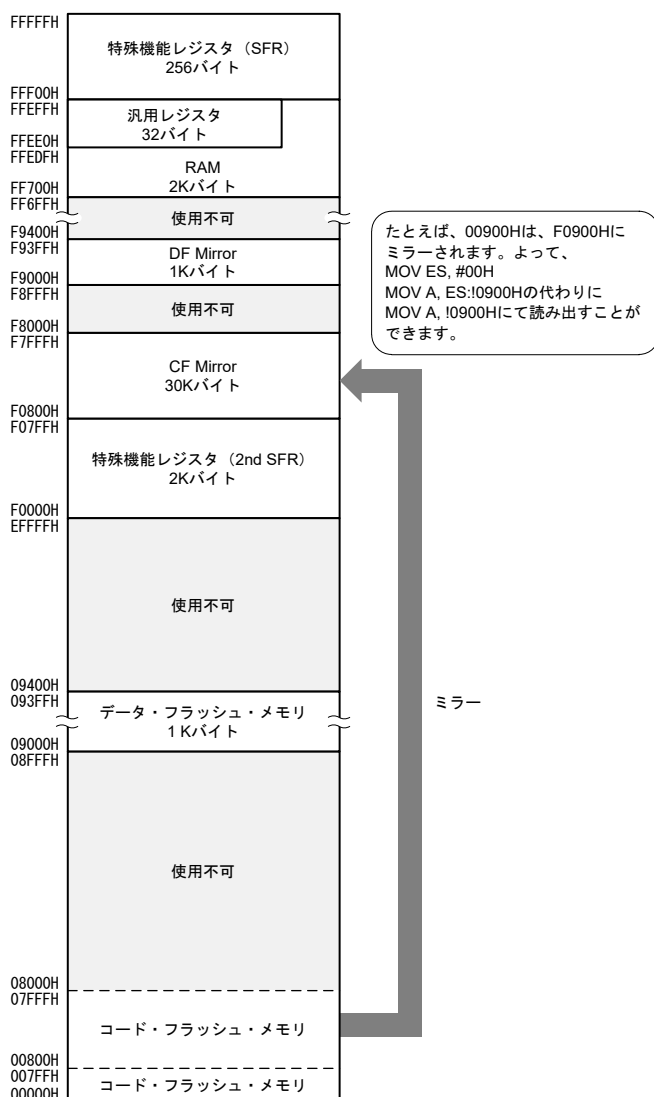 FFFFFH
特殊機能レジスタ（SFR）
256バイト
FFF00H
FFEFFH
汎用レジスタ
32バイト
FFEE0H
FFEDFH
RAM
2Kバイト
FF700H
FF6FFH
使用不可
F9400H
F93FFH
DF Mirror
1Kバイト
F9000H
F8FFFH
使用不可
F8000H
F7FFFH
CF Mirror
30Kバイト
F0800H
F07FFH
特殊機能レジスタ（2nd SFR）
2Kバイト
F0000H
EFFFFH
使用不可
09400H
093FFH
データ・フラッシュ・メモリ
1 Kバイト
09000H
08FFFH
使用不可
08000H
07FFFH
コード・フラッシュ・メモリ
00800H
007FFH
コード・フラッシュ・メモリ
00000H
たとえば、00900Hは、F0900Hに
ミラーされます。よって、
MOV ES, #00H
MOV A, ES:!0900Hの代わりに
MOV A, !0900Hにて読み出すことが
できます。
ミラー